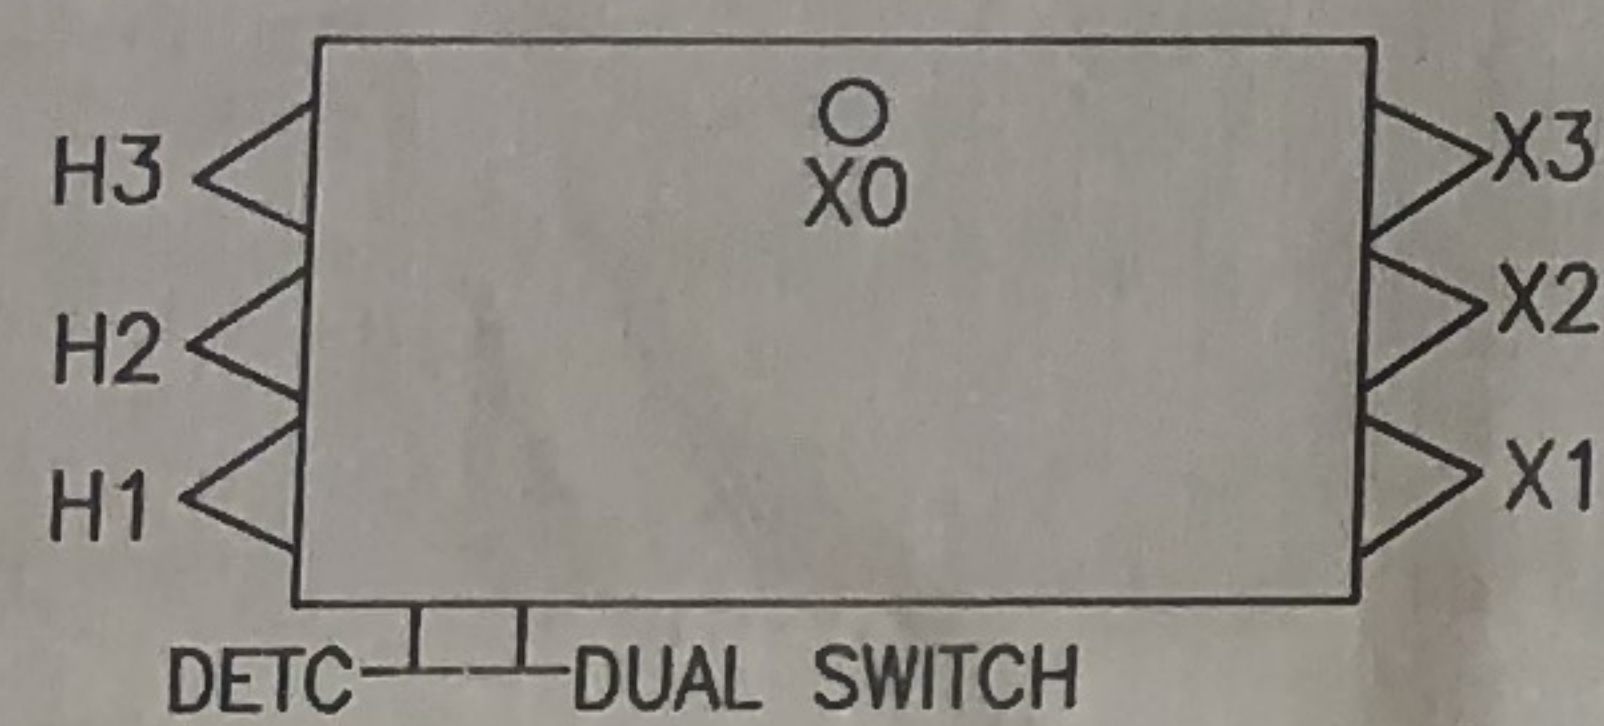 H3
X0
X3
H2
X2
H1
X1
DETC
DUAL SWITCH